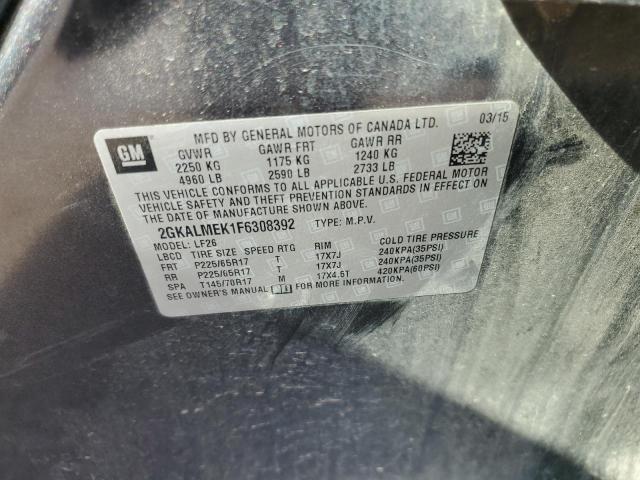 GM
MFD BY GENERAL MOTORS OF CANADA LTD. 03/15
GVWR GAWR FRT GAWR RR
2250 KG 1175 KG 1240 KG
4960 LB 2590 LB 2733 LB
THIS VEHICLE CONFORMS TO ALL APPLICABLE U.S. FEDERAL MOTOR
VEHICLE SAFETY AND THEFT PREVENTION STANDARDS IN EFFECT ON
THE DATE OF MANUFACTURE SHOWN ABOVE.
2GKALMEK1F6308392 TYPE: M.P.V.
MODEL: LF26
LBCD TIRE SIZE SPEED RTG RIM COLD TIRE PRESSURE
FRT P225/65R17 T 17X7J 240KPA(35PSI)
RR P225/65R17 T 17X7J 240KPA(35PSI)
SPA T145/70R17 M 17X4.5T 420KPA(60PSI)
SEE OWNER'S MANUAL FOR MORE INFORMATION.